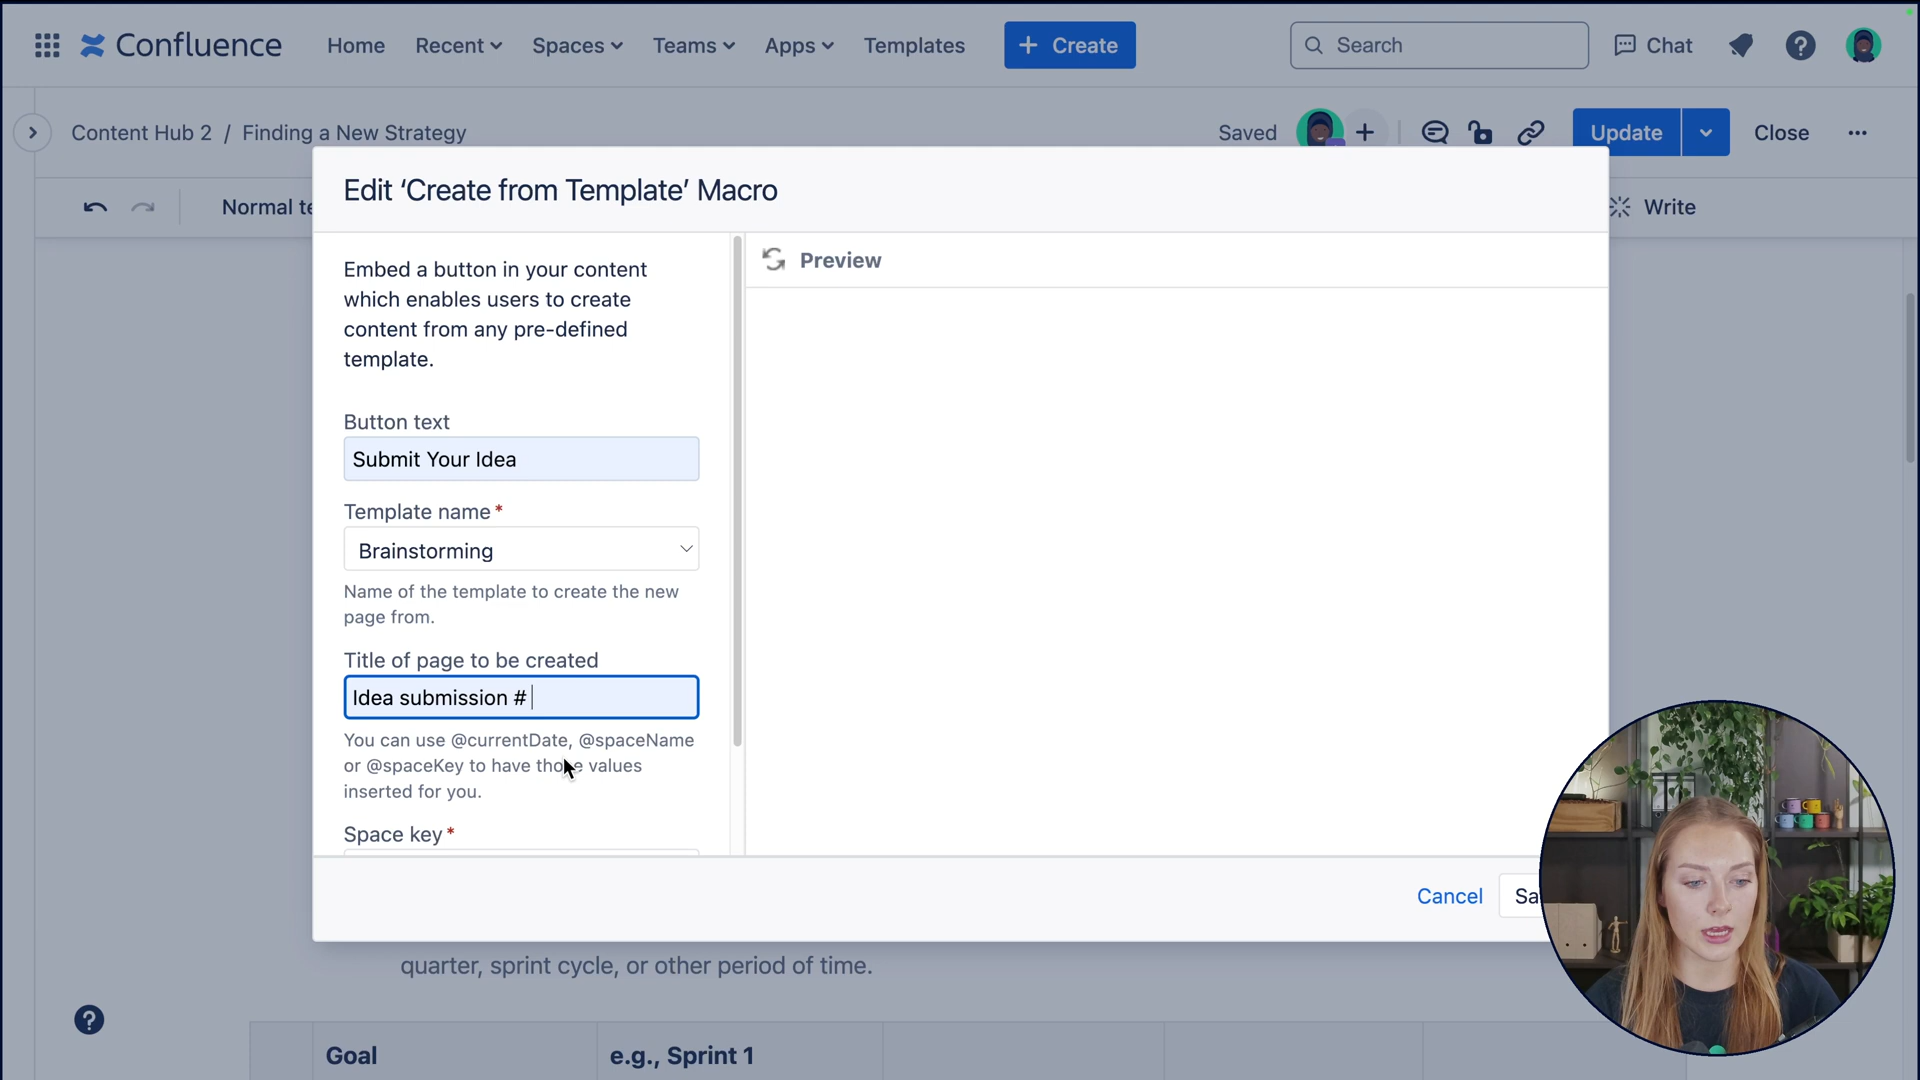 Confluence
Home
Recent
Spaces
Teams
Apps
Templates
+ Create
Search
Chat
Content Hub 2 / Finding a New Strategy
Saved
Update
Close
Normal te
Write
Edit ‘Create from Template’ Macro
Embed a button in your content
which enables users to create
content from any pre-defined
template.
Button text
Submit Your Idea
Template name *
Brainstorming
Name of the template to create the new
page from.
Title of page to be created
Idea submission #
You can use @currentDate, @spaceName
or @spaceKey to have those values
inserted for you.
Space key *
Preview
Cancel
Sa
quarter, sprint cycle, or other period of time.
Goal
e.g., Sprint 1